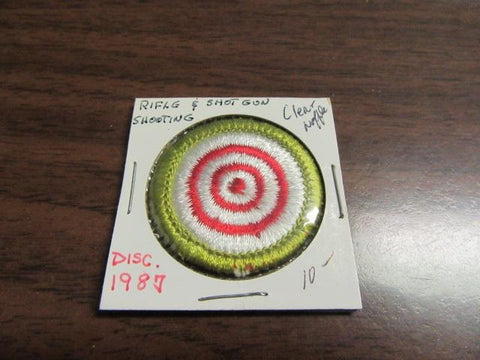 RIFLE & SHOTGUN
SHOOTING
Clear
DISC.
1987
10-